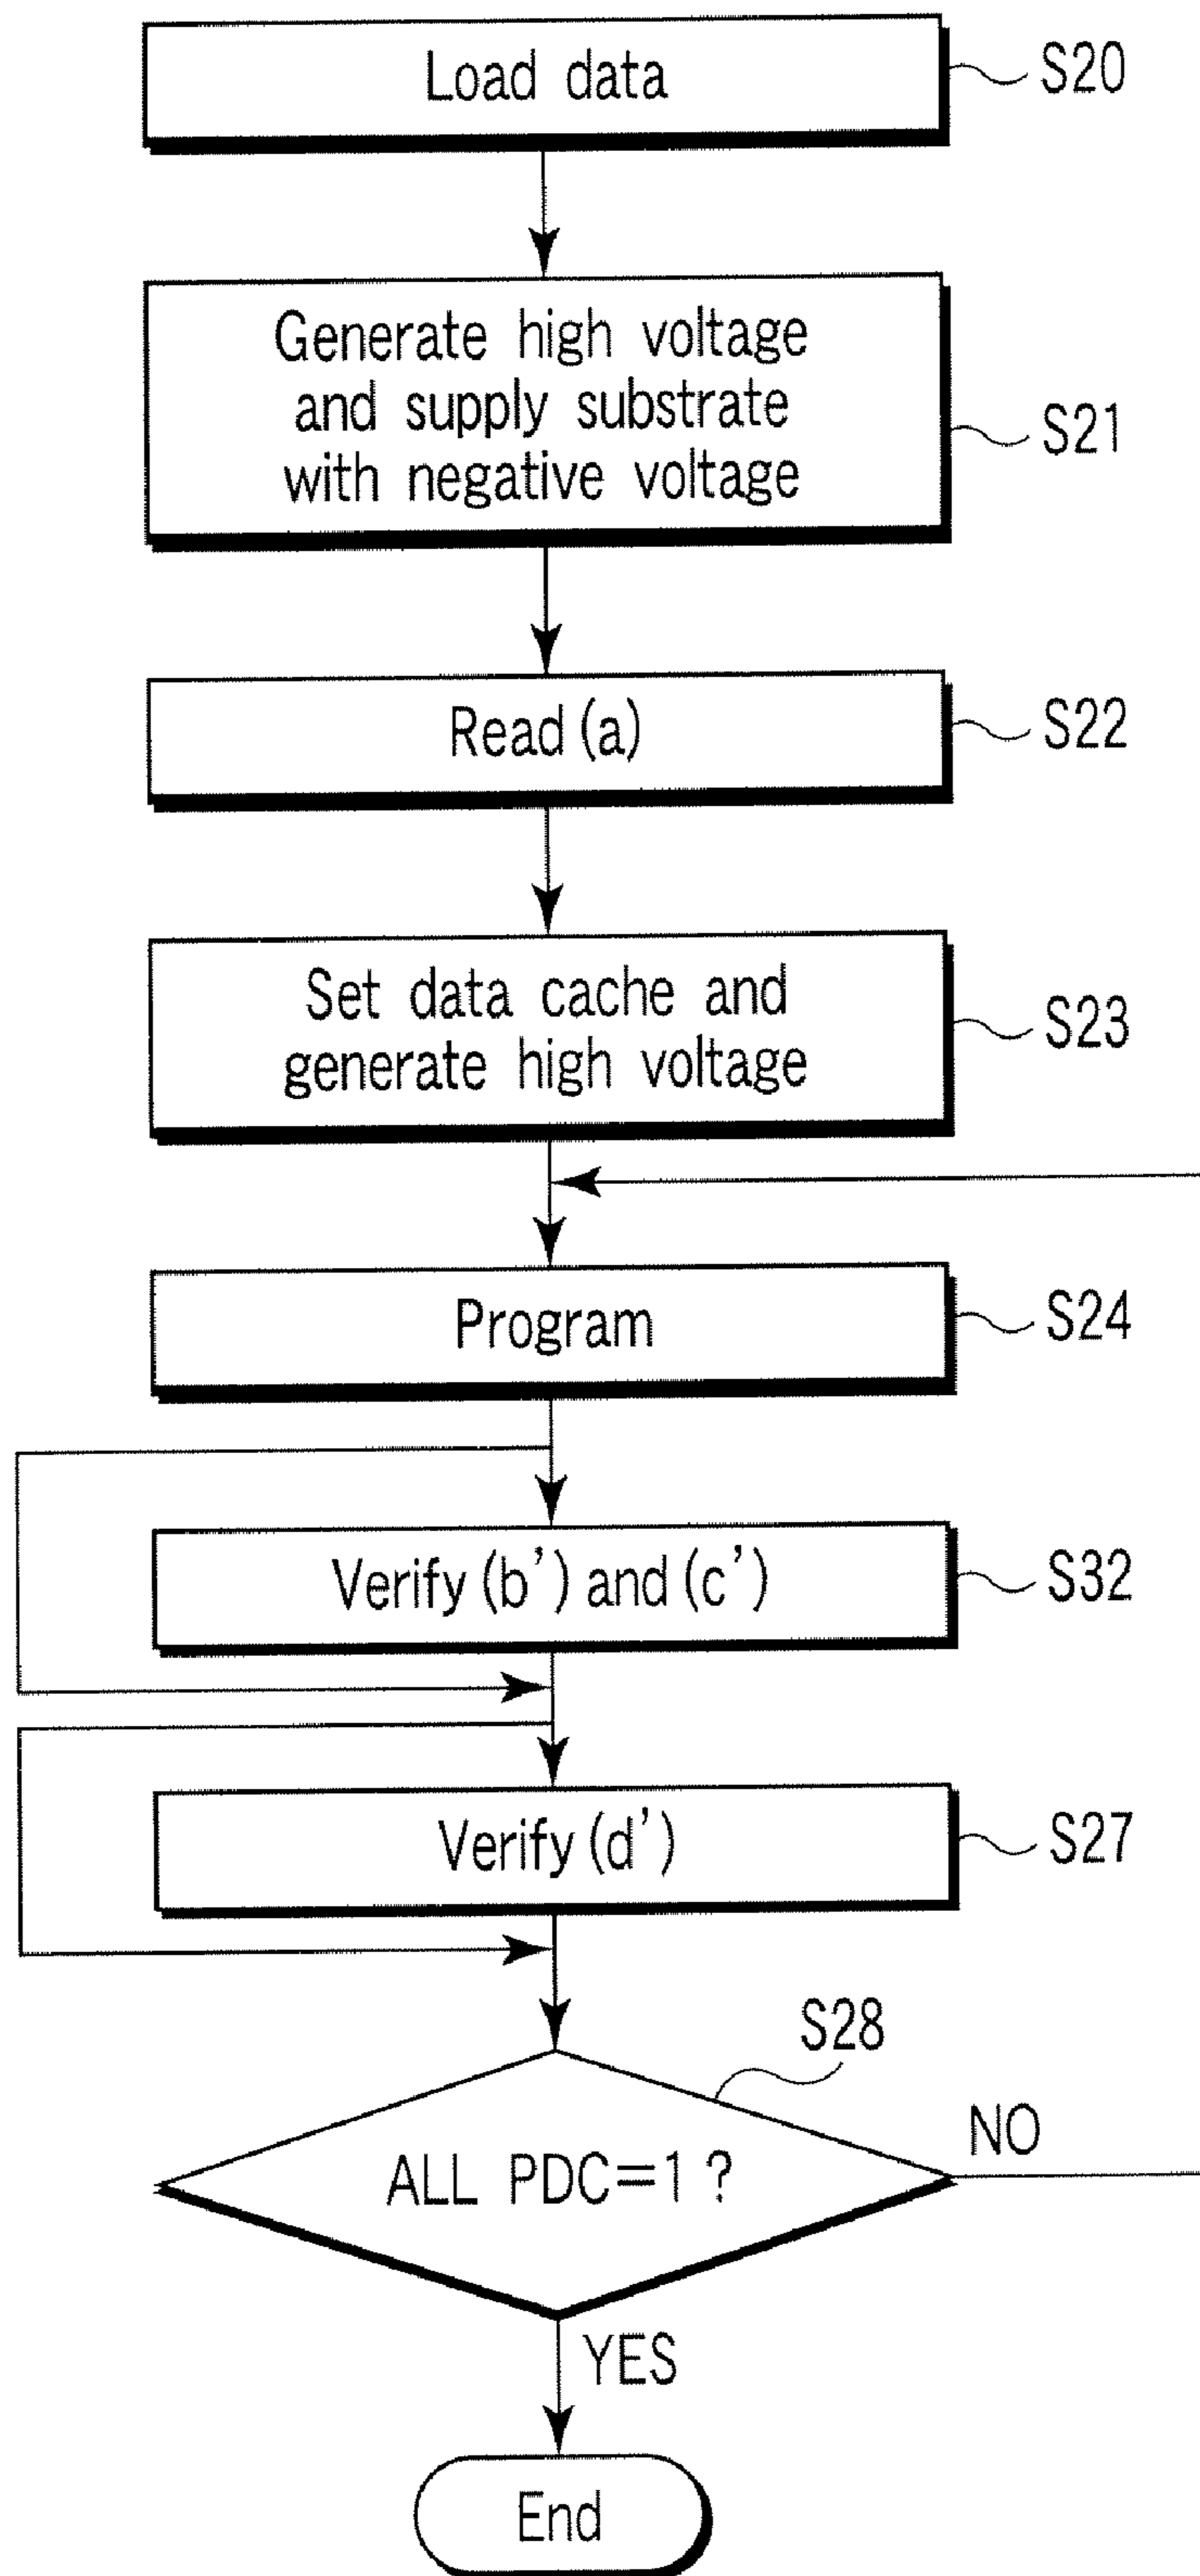 Load data
S20
Generate high voltage
and supply substrate
with negative voltage
S21
Read (a)
S22
Set data cache and
generate high voltage
S23
Program
S24
Verify (b’) and (c’)
S32
Verify (d’)
S27
S28
ALL PDC=1 ?
NO
YES
End